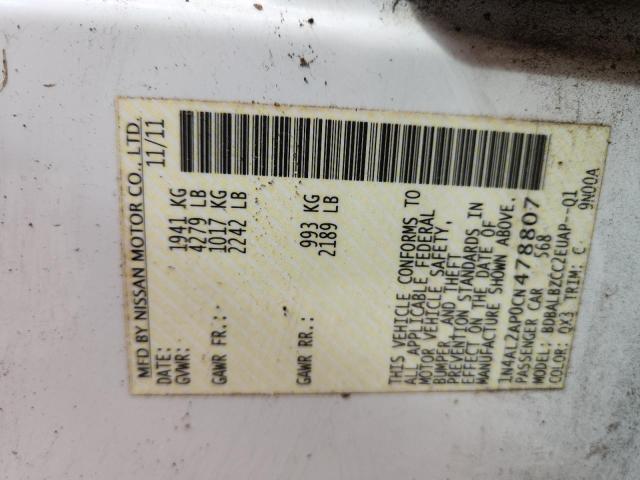 MFD BY NISSAN MOTOR CO., LTD.
DATE: 11/11
GVWR: 1941 KG
4279 LB
GAWR FR.: 1017 KG
2242 LB
GAWR RR.: 993 KG
2189 LB
THIS VEHICLE CONFORMS TO
ALL APPLICABLE FEDERAL
MOTOR VEHICLE SAFETY,
BUMPER, AND THEFT
PREVENTION STANDARDS IN
EFFECT ON THE DATE OF
MANUFACTURE SHOWN ABOVE.
1N4AL2AP0CN478807
PASSENGER CAR 568
MODEL: BDBALBZCC2EUAP--Q1
COLOR: QX3 TRIM: C 9N00A